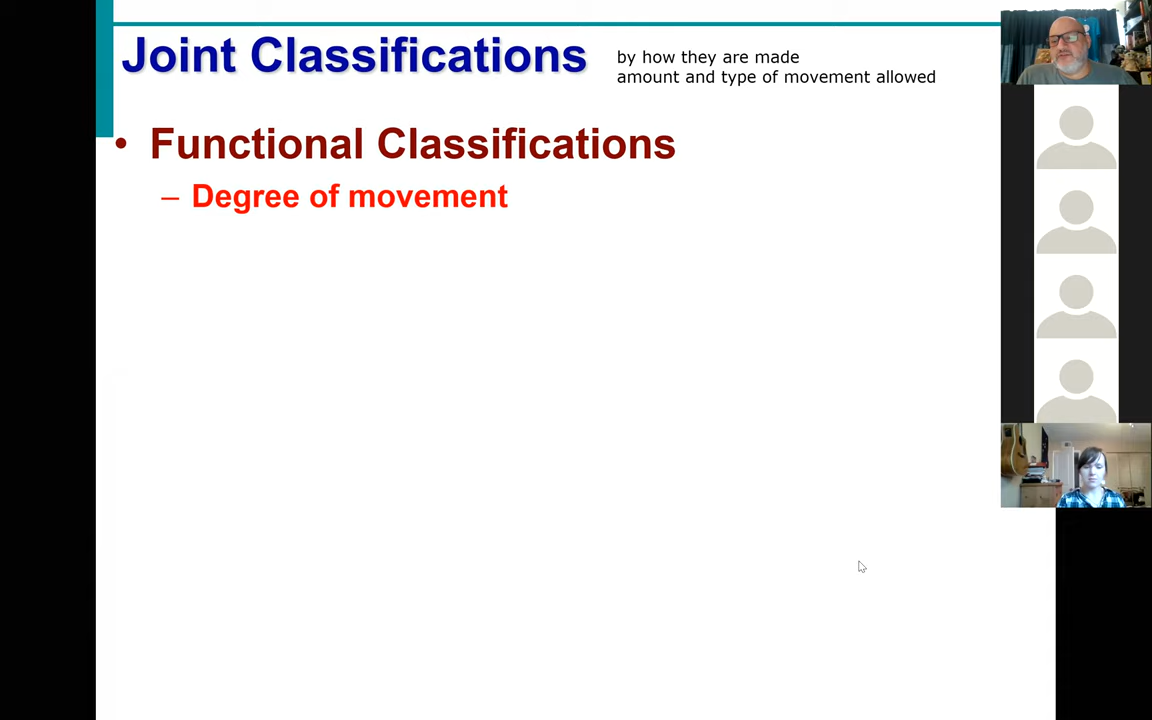 Joint Classifications
by how they are made
amount and type of movement allowed
• Functional Classifications
– Degree of movement